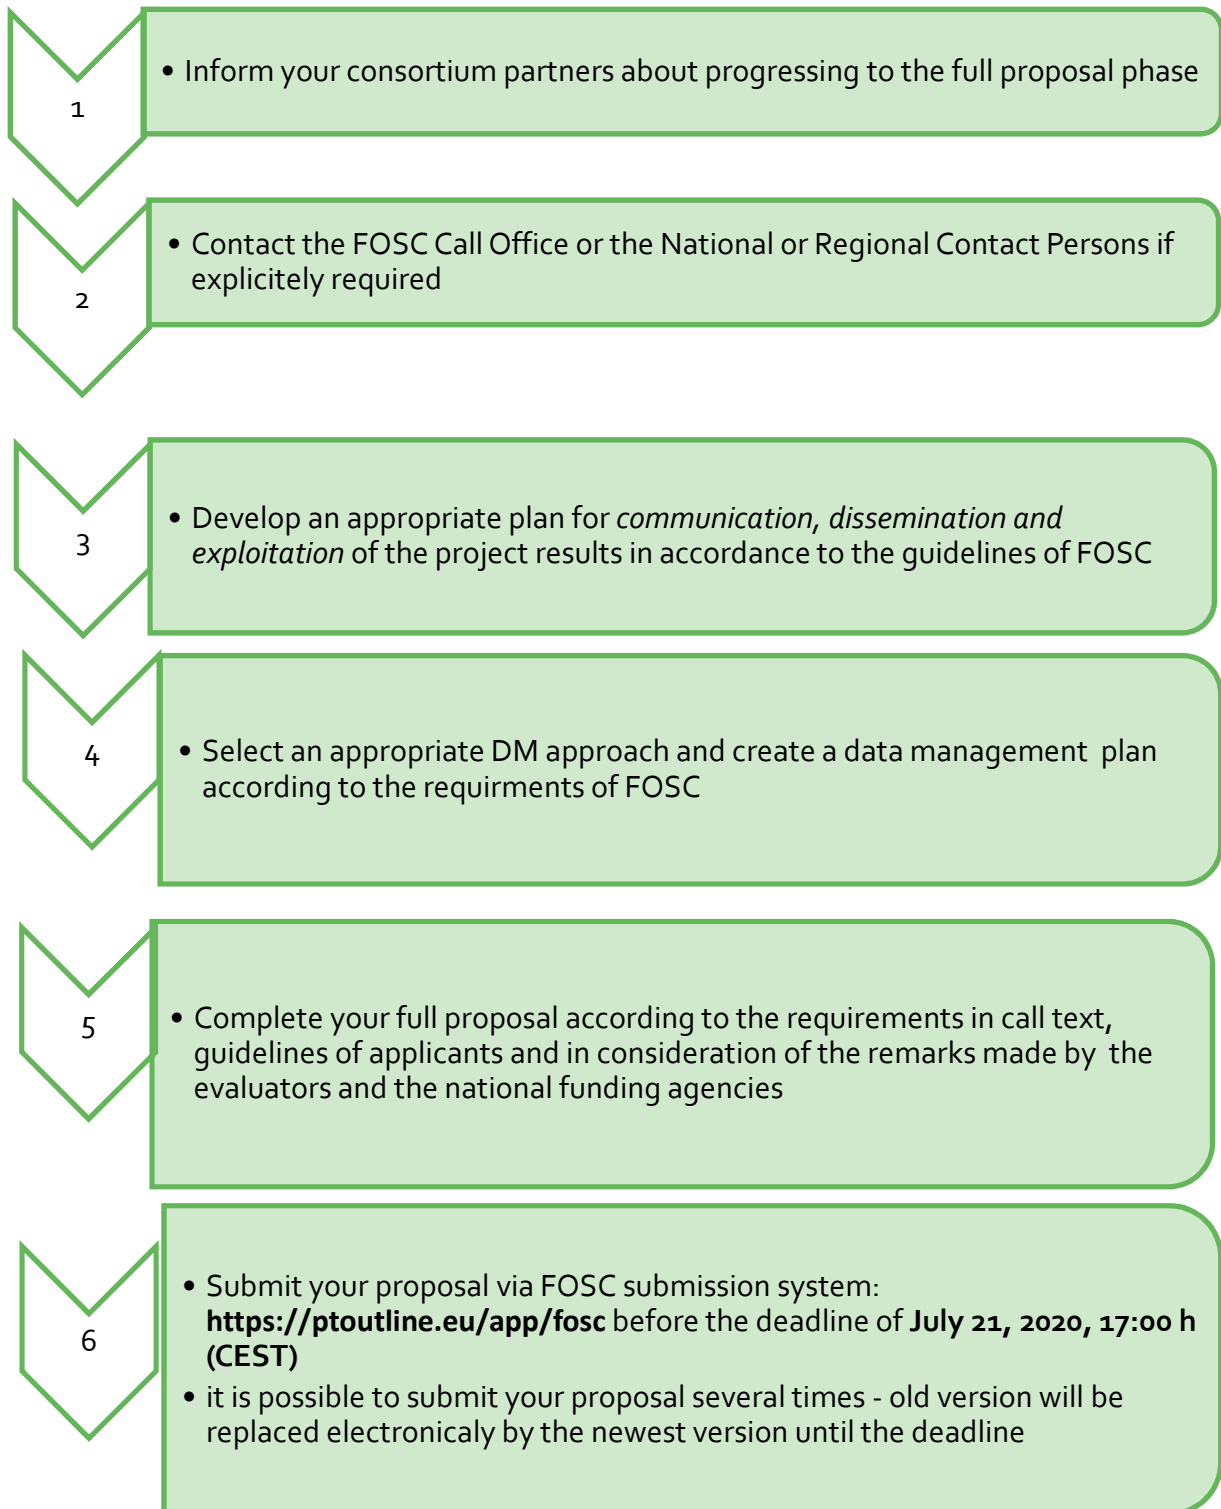 1
• Inform your consortium partners about progressing to the full proposal phase
2
• Contact the FOSC Call Office or the National or Regional Contact Persons if
explicitely required
3
• Develop an appropriate plan for communication, dissemination and
exploitation of the project results in accordance to the guidelines of FOSC
4
• Select an appropriate DM approach and create a data management  plan
according to the requirments of FOSC
5
• Complete your full proposal according to the requirements in call text,
guidelines of applicants and in consideration of the remarks made by  the
evaluators and the national funding agencies
6
• Submit your proposal via FOSC submission system:
https://ptoutline.eu/app/fosc before the deadline of July 21, 2020, 17:00 h
(CEST)
• it is possible to submit your proposal several times - old version will be
replaced electronicaly by the newest version until the deadline